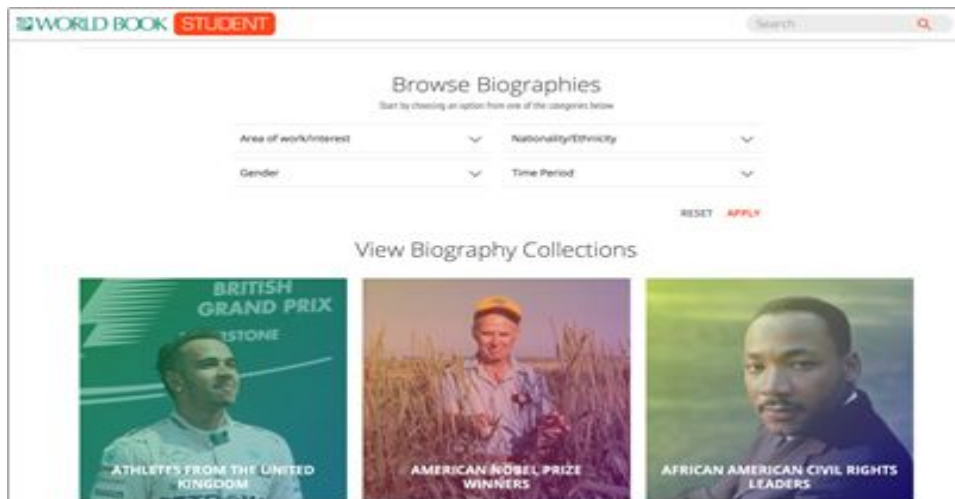 WORLD BOOK STUDENT
Search
Browse Biographies
Start by choosing an option from one of the categories below
Area of work/interest
Nationality/Ethnicity
Gender
Time Period
RESET APPLY
View Biography Collections
BRITISH
GRAND PRIX
ATHLETES FROM THE UNITED
KINGDOM
AMERICAN NOBEL PRIZE
WINNERS
AFRICAN AMERICAN CIVIL RIGHTS
LEADERS